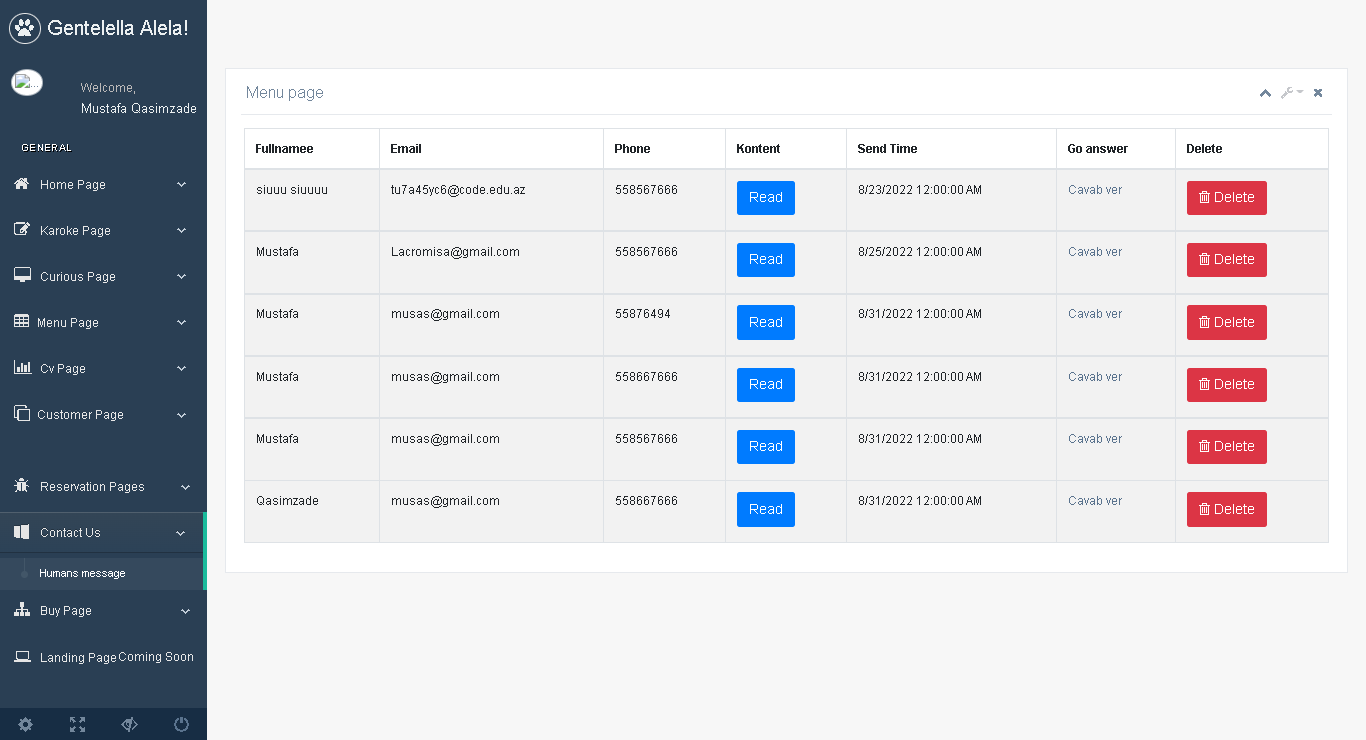 Gentelella Alela!
Welcome,
Mustafa Qasimzade
GENERAL
Home Page
Karoke Page
Curious Page
Menu Page
Cv Page
Customer Page
Reservation Pages
Contact Us
Humans message
Buy Page
Landing Page Coming Soon
Menu page
Fullnamee Email Phone Kontent Send Time Go answer Delete
siuuu siuuuu tu7a45yc6@code.edu.az 558567666 Read 8/23/2022 12:00:00 AM Cavab ver Delete
Mustafa Lacromisa@gmail.com 558567666 Read 8/25/2022 12:00:00 AM Cavab ver Delete
Mustafa musas@gmail.com 55876494 Read 8/31/2022 12:00:00 AM Cavab ver Delete
Mustafa musas@gmail.com 558667666 Read 8/31/2022 12:00:00 AM Cavab ver Delete
Mustafa musas@gmail.com 558567666 Read 8/31/2022 12:00:00 AM Cavab ver Delete
Qasimzade musas@gmail.com 558667666 Read 8/31/2022 12:00:00 AM Cavab ver Delete